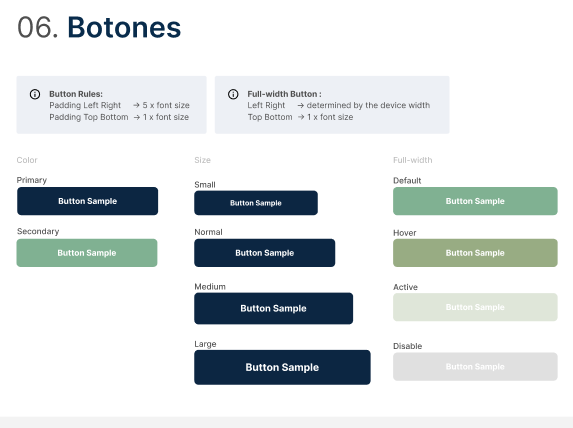 06. Botones
Button Rules:
Padding Left Right → 5 x font size
Padding Top Bottom → 1 x font size
Full-width Button :
Left Right → determined by the device width
Top Bottom → 1 x font size
Color
Primary
Button Sample
Secondary
Button Sample
Size
Small
Button Sample
Normal
Button Sample
Medium
Button Sample
Large
Button Sample
Full-width
Default
Button Sample
Hover
Button Sample
Active
Button Sample
Disable
Button Sample